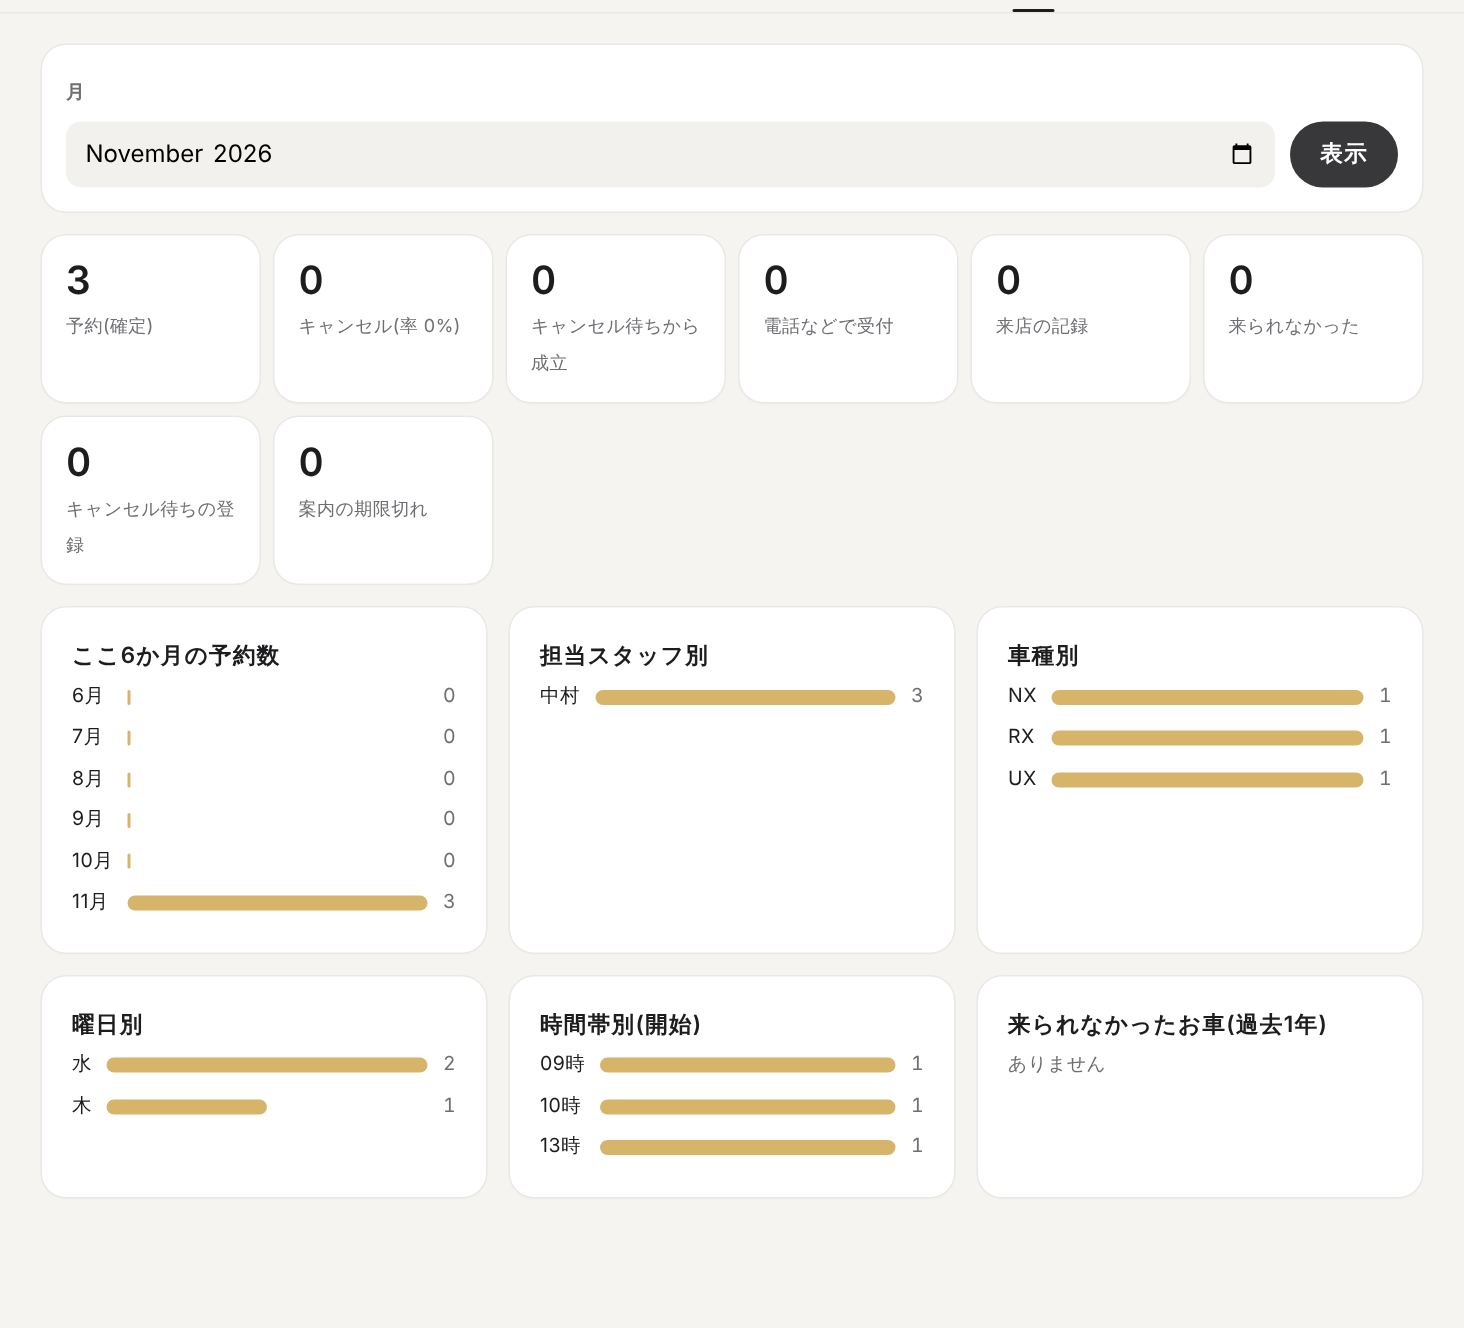 月
November 2026
表示
3
予約(確定)
0
キャンセル(率 0%)
0
キャンセル待ちから
成立
0
電話などで受付
0
来店の記録
0
来られなかった
0
キャンセル待ちの登
録
0
案内の期限切れ
ここ6か月の予約数
6月 0
7月 0
8月 0
9月 0
10月 0
11月 3
担当スタッフ別
中村 3
車種別
NX 1
RX 1
UX 1
曜日別
水 2
木 1
時間帯別(開始)
09時 1
10時 1
13時 1
来られなかったお車(過去1年)
ありません